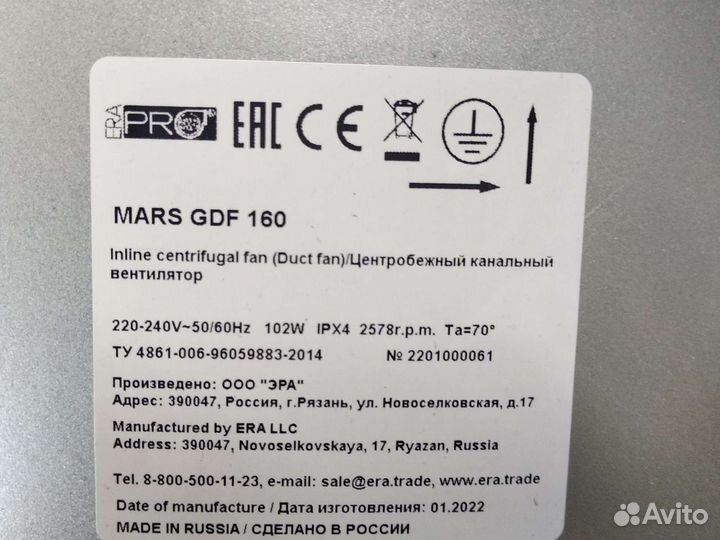 ERA PRO EAC CE
MARS GDF 160
Inline centrifugal fan (Duct fan)/Центробежный канальный
вентилятор
220-240V~50/60Hz 102W IPX4 2578r.p.m. Ta=70°
ТУ 4861-006-96059883-2014 № 2201000061
Произведено: ООО "ЭРА"
Адрес: 390047, Россия, г.Рязань, ул. Новоселковская, д.17
Manufactured by ERA LLC
Address: 390047, Novoselkovskaya, 17, Ryazan, Russia
Tel. 8-800-500-11-23, e-mail: sale@era.trade, www.era.trade
Date of manufacture / Дата изготовления: 01.2022
MADE IN RUSSIA / СДЕЛАНО В РОССИИ
Avito